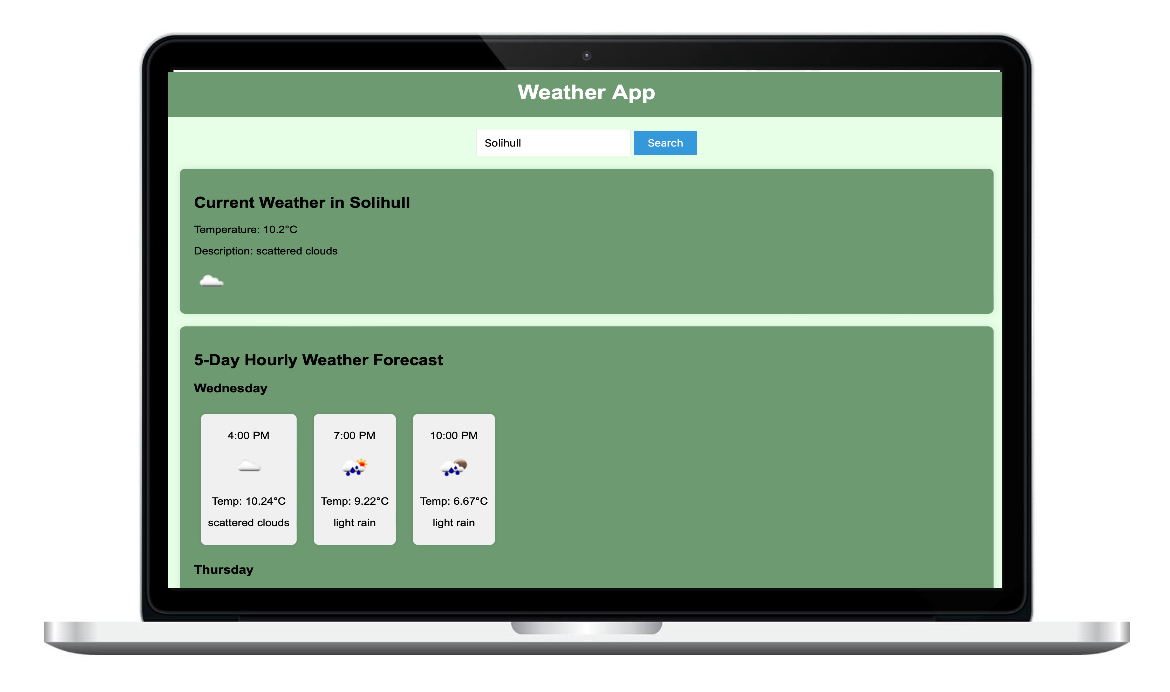 Weather App
Solihull Search
Current Weather in Solihull
Temperature: 10.2°C
Description: scattered clouds
5-Day Hourly Weather Forecast
Wednesday
4:00 PM 7:00 PM 10:00 PM
Temp: 10.24°C Temp: 9.22°C Temp: 6.67°C
scattered clouds light rain light rain
Thursday